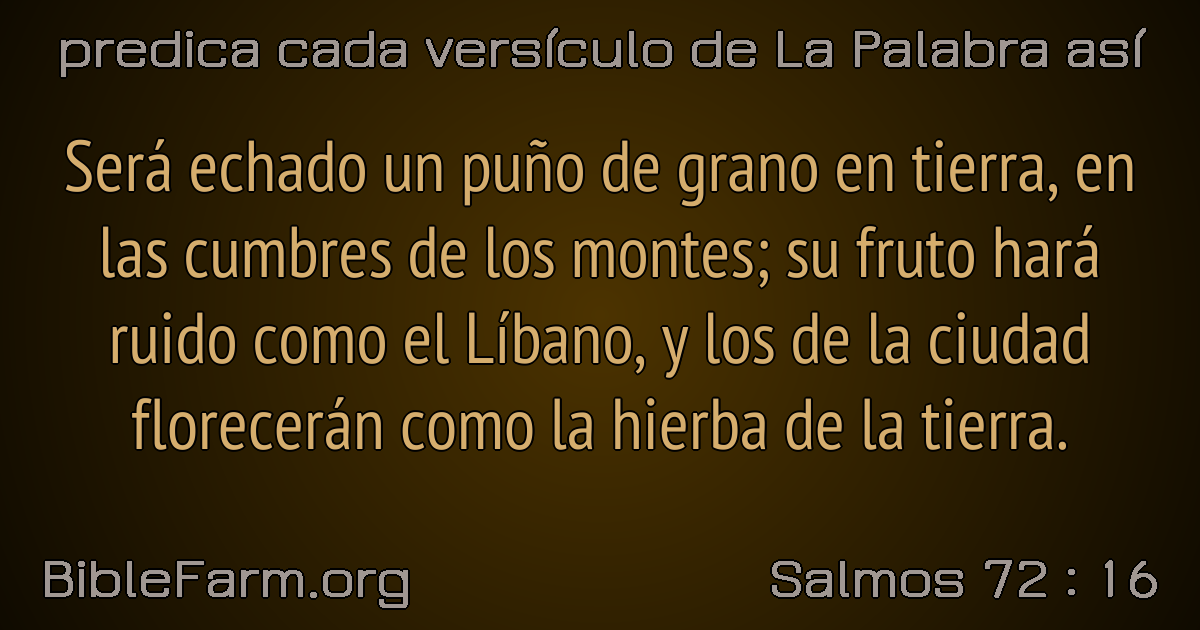 predica cada versículo de La Palabra así
Será echado un puño de grano en tierra, en
las cumbres de los montes; su fruto hará
ruido como el Líbano, y los de la ciudad
florecerán como la hierba de la tierra.
BibleFarm.org
Salmos 72 : 16